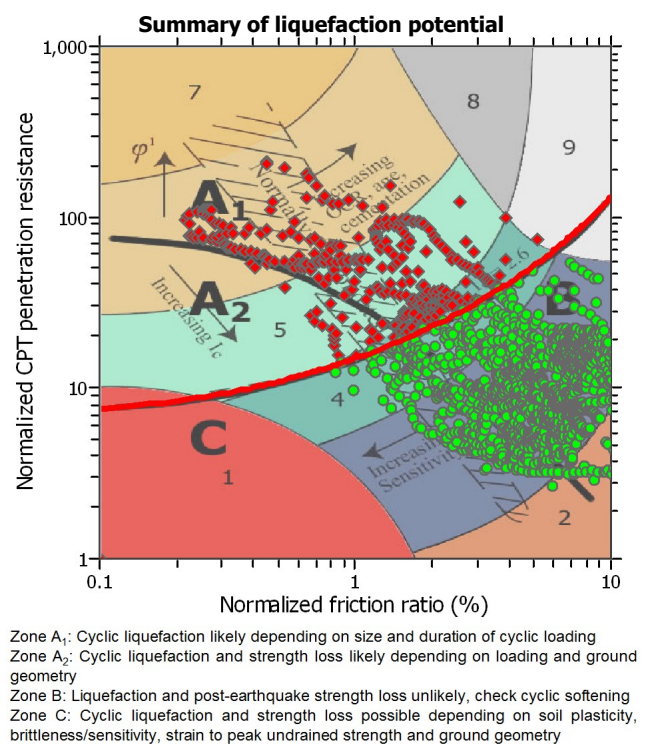 Summary of liquefaction potential
1,000
7
8
9
φ'
Normally
Increasing
OCR, age,
cementation
A1
100
A2
2.6
B
Increasing Ic
5
10
4
C
1
Increasing
Sensitivity
2
1
0.1
1
10
Normalized CPT penetration resistance
Normalized friction ratio (%)
Zone A1: Cyclic liquefaction likely depending on size and duration of cyclic loading
Zone A2: Cyclic liquefaction and strength loss likely depending on loading and ground
geometry
Zone B: Liquefaction and post-earthquake strength loss unlikely, check cyclic softening
Zone C: Cyclic liquefaction and strength loss possible depending on soil plasticity,
brittleness/sensitivity, strain to peak undrained strength and ground geometry